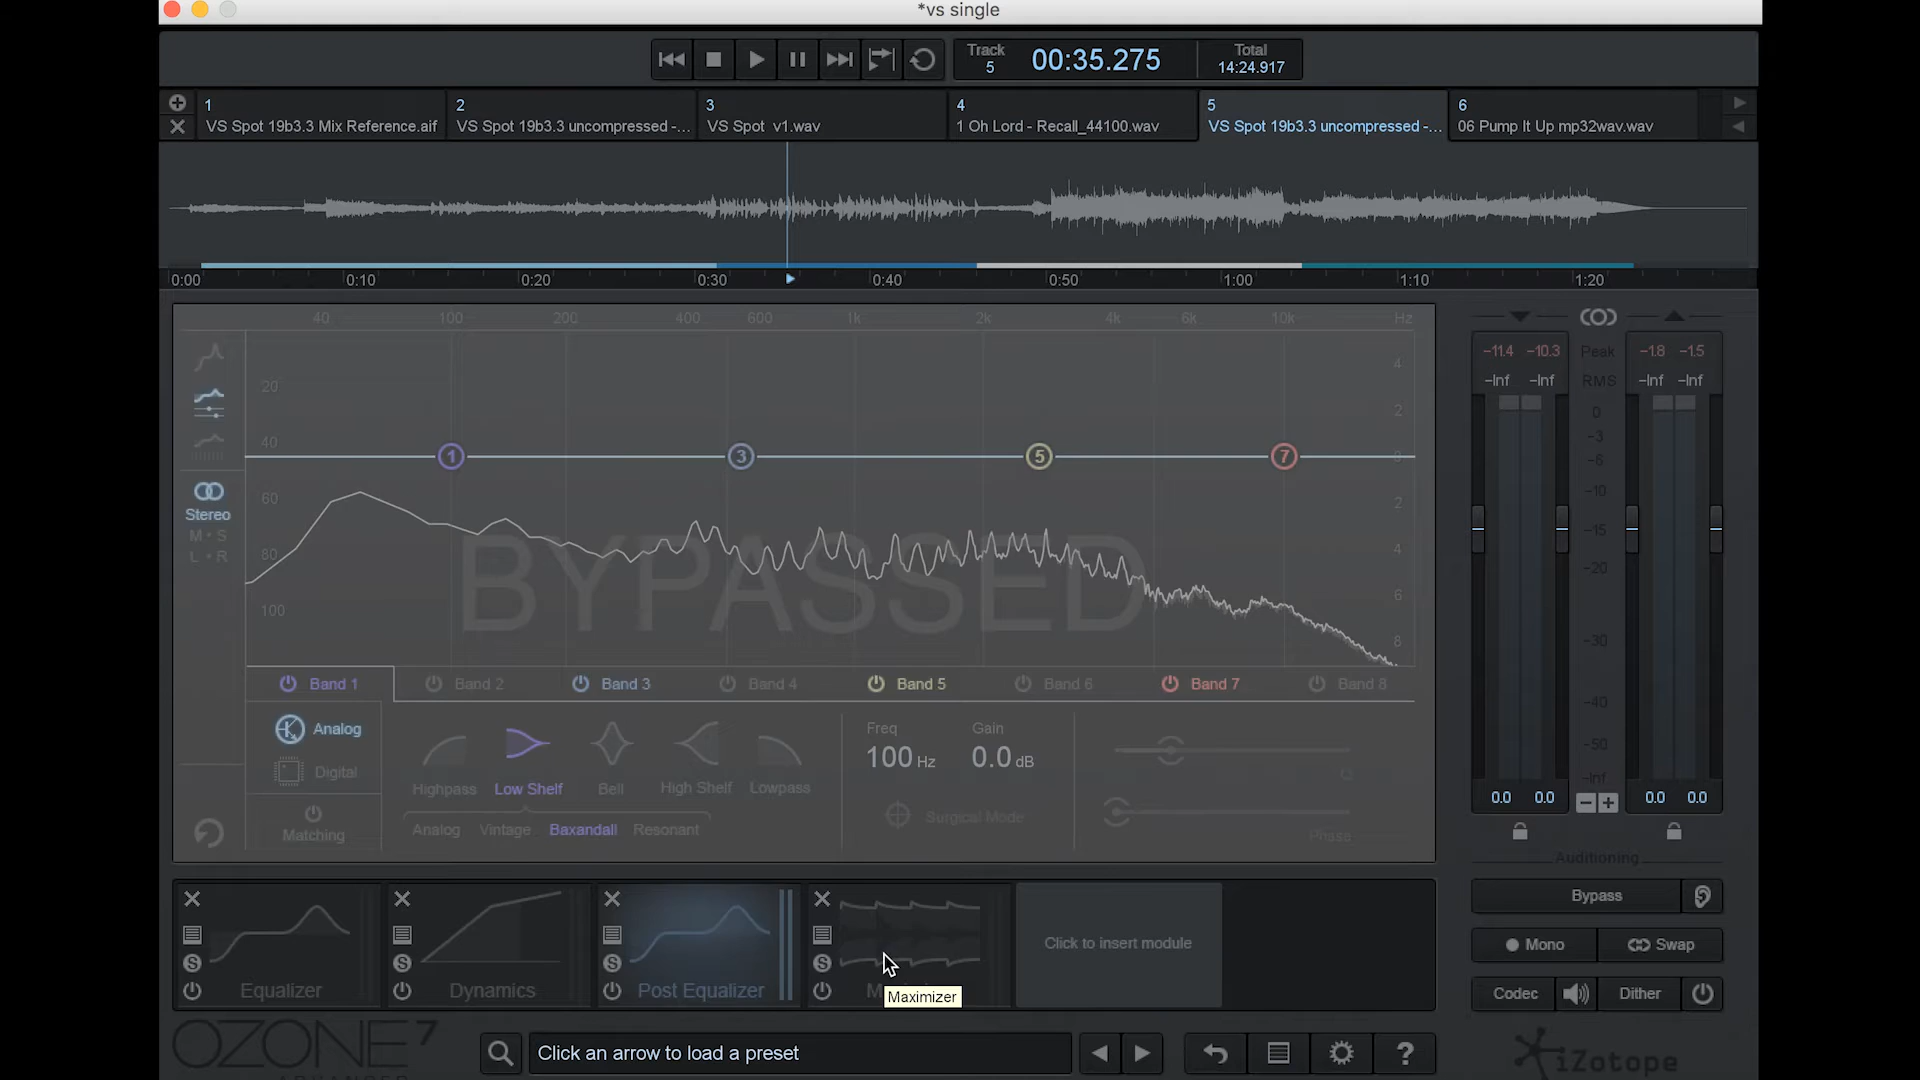 *vs single
Track
5
00:35.275
Total
14:24.917
1
VS Spot 19b3.3 Mix Reference.aif
2
VS Spot 19b3.3 uncompressed -...
3
VS Spot v1.wav
4
1 Oh Lord - Recall_44100.wav
5
VS Spot 19b3.3 uncompressed -...
6
06 Pump It Up mp32wav.wav
0:00 0:10 0:20 0:30 0:40 0:50 1:00 1:10 1:20
40 100 200 400 600 1k 2k 4k 6k 10k Hz
20
40
60
80
100
4
2
0
2
4
6
8
1 3 5 7
BYPASSED
Stereo
M • S
L • R
Band 1 Band 2 Band 3 Band 4 Band 5 Band 6 Band 7 Band 8
Analog
Digital
Matching
Highpass Low Shelf Bell High Shelf Lowpass
Analog Vintage Baxandall Resonant
Freq
100 Hz
Gain
0.0 dB
Surgical Mode
Q
Phase
-11.4 -10.3 Peak -1.8 -1.5
-Inf -Inf RMS -Inf -Inf
0
-3
-6
-10
-15
-20
-30
-40
-50
-Inf
0.0 0.0 0.0 0.0
Auditioning
Bypass
Mono Swap
Codec Dither
S Equalizer
S Dynamics
S Post Equalizer
S M
Maximizer
Click to insert module
OZONE 7
ADVANCED
Click an arrow to load a preset
?
iZotope